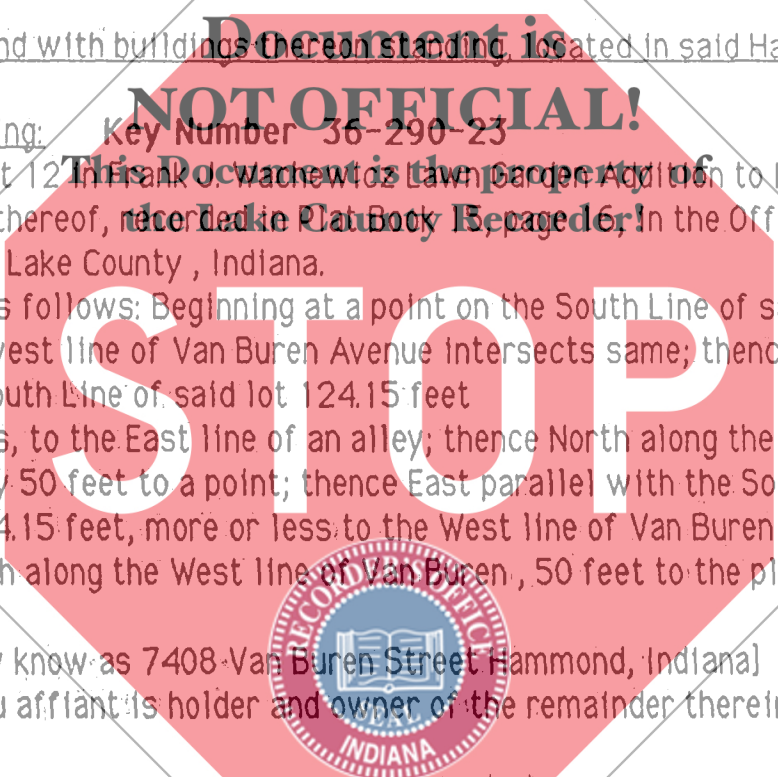 Document is
nd with buildings thereon standing, located in said Ha
NOT OFFICIAL!
ng: Key Number 36-290-23
This Document is the property of
t 12 in Frank J. Wachewicz Lawn Garden Addition to
the Lake County Recorder!
thereof, recorded in Plat Book 15, page 16, in the Off
Lake County, Indiana.
s follows: Beginning at a point on the South Line of s
vest line of Van Buren Avenue intersects same; thenc
outh Line of said lot 124.15 feet
s, to the East line of an alley; thence North along the
y 50 feet to a point; thence East parallel with the So
4.15 feet, more or less to the West line of Van Buren
h along the West line of Van Buren, 50 feet to the pl
STOP
y know as 7408 Van Buren Street Hammond, Indiana]
u affiant is holder and owner of the remainder therein
RECORDER'S OFFICE
SEAL
INDIANA